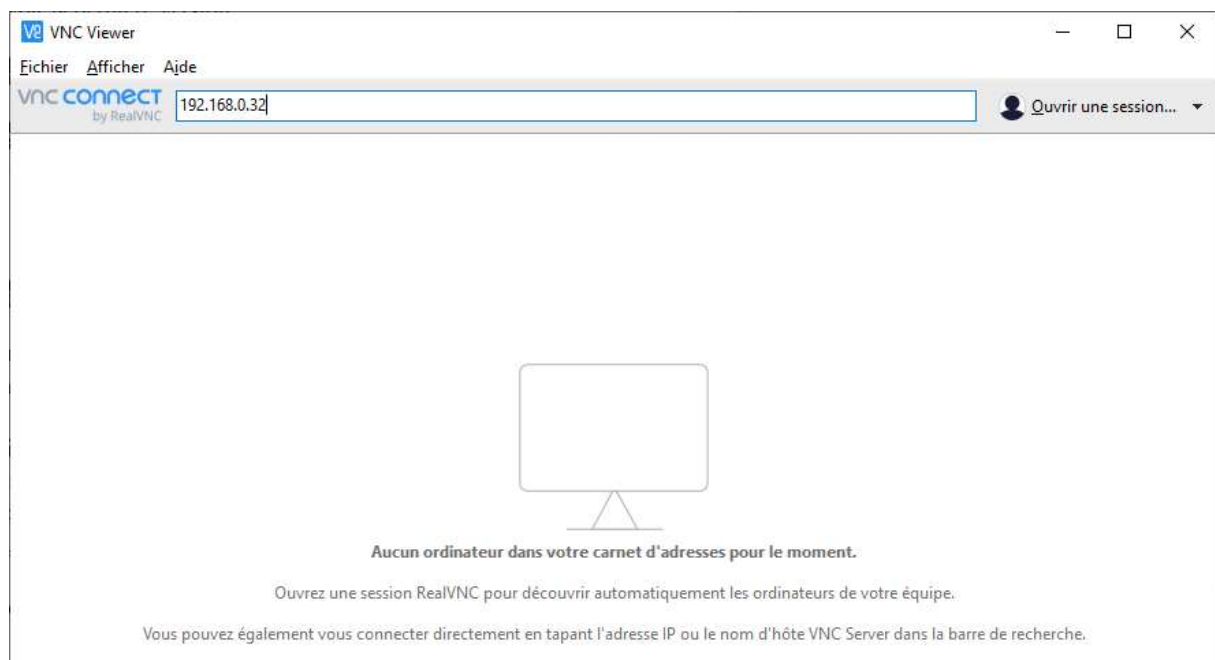 VNC Viewer
Fichier Afficher Aide
vnc connect
by RealVNC
192.168.0.32
Ouvrir une session...
Aucun ordinateur dans votre carnet d'adresses pour le moment.
Ouvrez une session RealVNC pour découvrir automatiquement les ordinateurs de votre équipe.
Vous pouvez également vous connecter directement en tapant l'adresse IP ou le nom d'hôte VNC Server dans la barre de recherche.